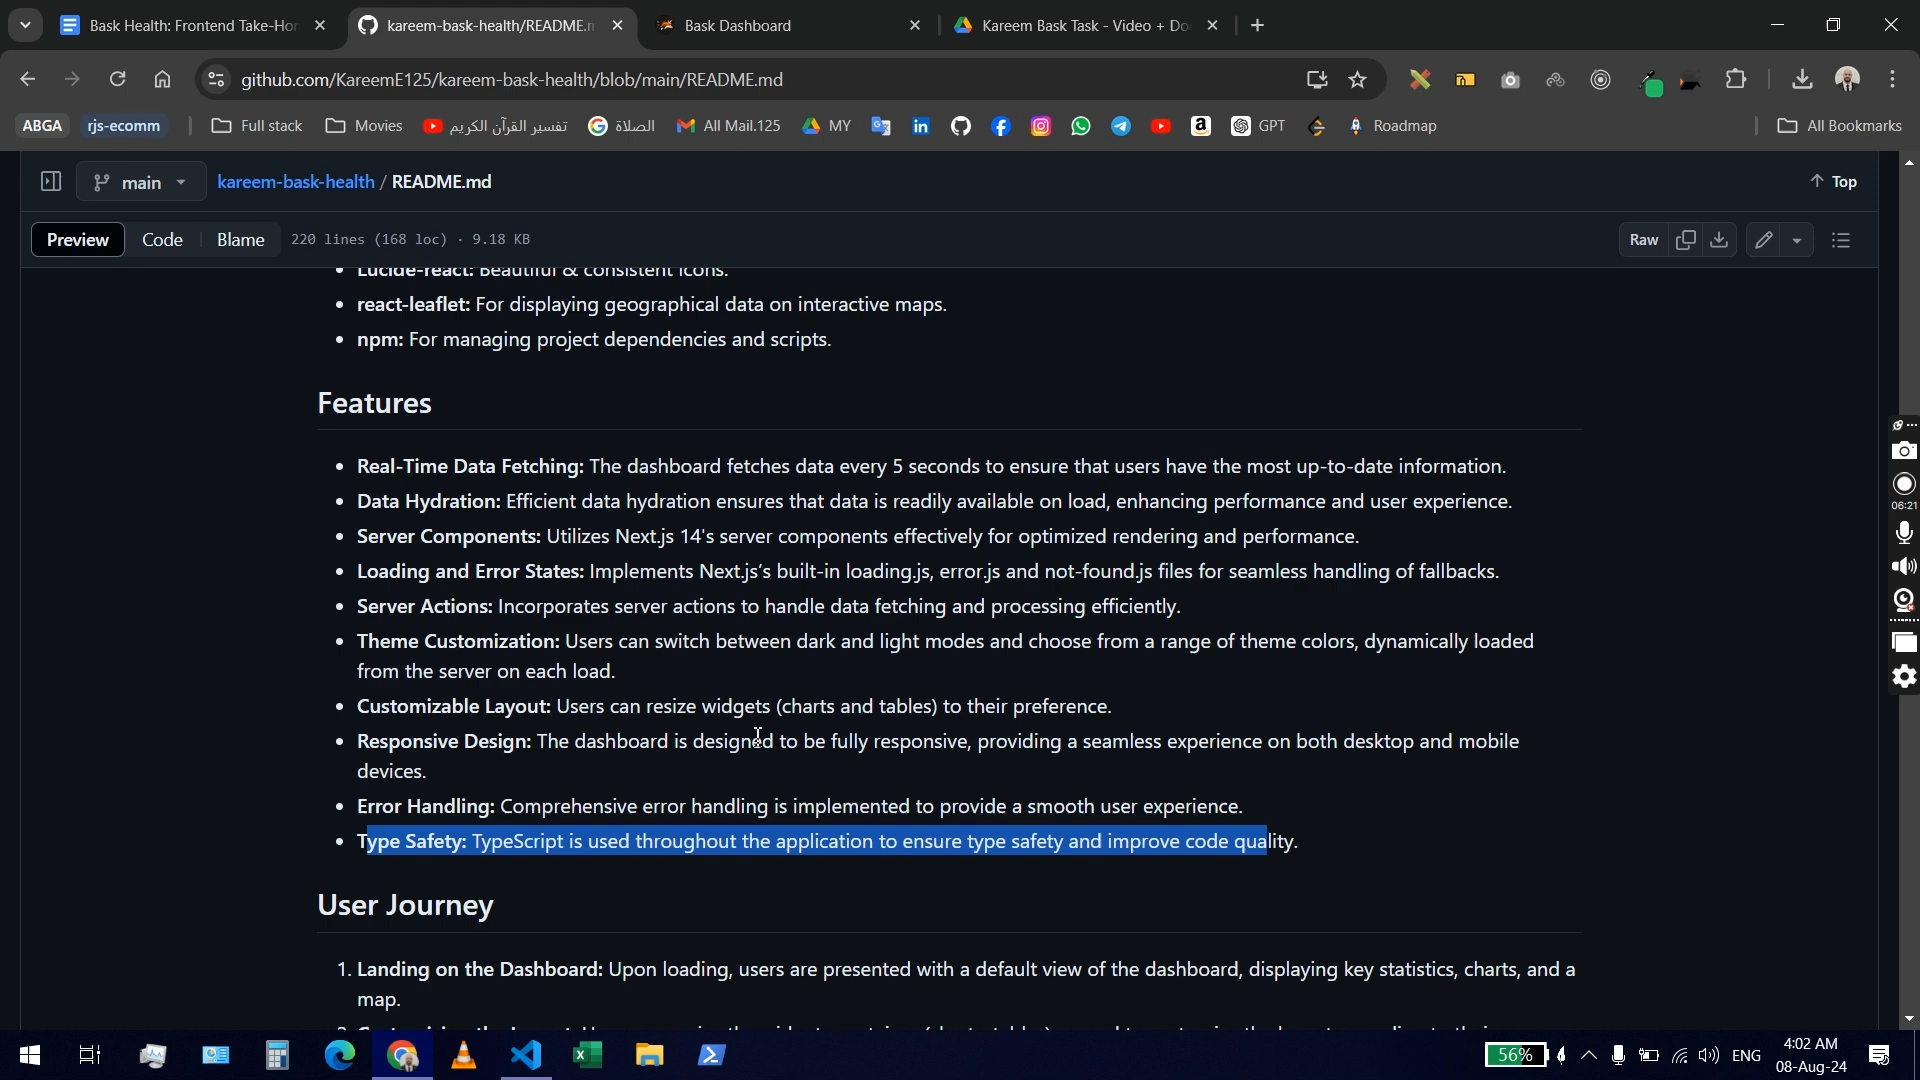 Bask Health: Frontend Take-Hor
kareem-bask-health/README.m
Bask Dashboard
Kareem Bask Task - Video + Do
github.com/KareemE125/kareem-bask-health/blob/main/README.md
ABGA
rjs-ecomm
Full stack
Movies
تفسير القرآن الكريم
الصلاة
All Mail.125
MY
GPT
Roadmap
All Bookmarks
main
kareem-bask-health / README.md
Top
Preview
Code
Blame
220 lines (168 loc) · 9.18 KB
Raw
Lucide-react: Beautiful & consistent icons.
react-leaflet: For displaying geographical data on interactive maps.
npm: For managing project dependencies and scripts.
Features
Real-Time Data Fetching: The dashboard fetches data every 5 seconds to ensure that users have the most up-to-date information.
Data Hydration: Efficient data hydration ensures that data is readily available on load, enhancing performance and user experience.
Server Components: Utilizes Next.js 14's server components effectively for optimized rendering and performance.
Loading and Error States: Implements Next.js’s built-in loading.js, error.js and not-found.js files for seamless handling of fallbacks.
Server Actions: Incorporates server actions to handle data fetching and processing efficiently.
Theme Customization: Users can switch between dark and light modes and choose from a range of theme colors, dynamically loaded
from the server on each load.
Customizable Layout: Users can resize widgets (charts and tables) to their preference.
Responsive Design: The dashboard is designed to be fully responsive, providing a seamless experience on both desktop and mobile
devices.
Error Handling: Comprehensive error handling is implemented to provide a smooth user experience.
Type Safety: TypeScript is used throughout the application to ensure type safety and improve code quality.
User Journey
1. Landing on the Dashboard: Upon loading, users are presented with a default view of the dashboard, displaying key statistics, charts, and a
map.
06:21
56%
ENG
4:02 AM
08-Aug-24